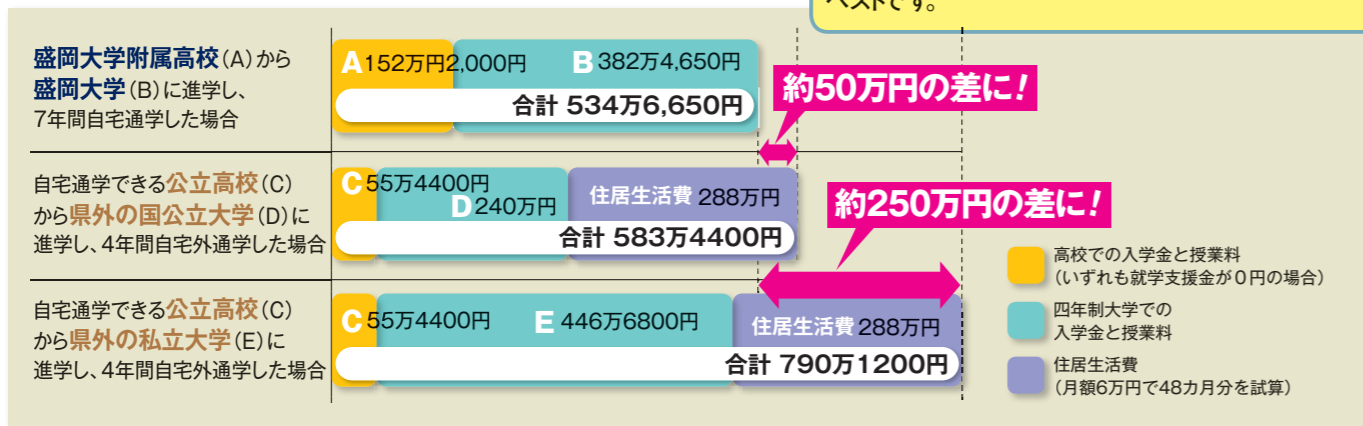 ベストです。
盛岡大学附属高校(A)から
盛岡大学(B)に進学し、
7年間自宅通学した場合
A152万円2,000円 B 382万4,650円
合計 534万6,650円
約50万円の差に!
自宅通学できる公立高校(C)
から県外の国公立大学(D)に
進学し、4年間自宅外通学した場合
C55万4400円
D240万円
住居生活費 288万円
合計 583万4400円
約250万円の差に!
自宅通学できる公立高校(C)
から県外の私立大学(E)に
進学し、4年間自宅外通学した場合
C55万4400円 E 446万6800円 住居生活費 288万円
合計 790万1200円
高校での入学金と授業料
(いずれも就学支援金が0円の場合)
四年制大学での
入学金と授業料
住居生活費
(月額6万円で48カ月分を試算)